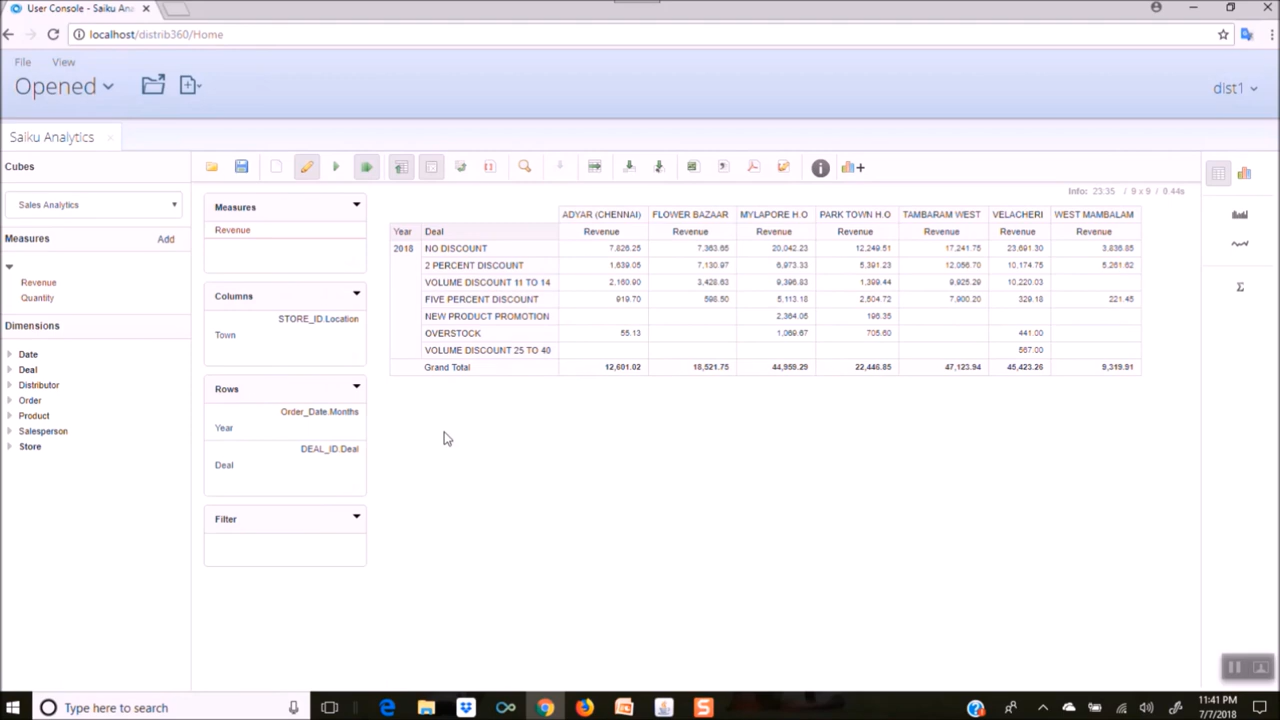 User Console - Saiku Ana
localhost/distrib360/Home
File View
Opened
dist1
Saiku Analytics
Cubes
Sales Analytics
Measures Add
Revenue
Quantity
Dimensions
Date
Deal
Distributor
Order
Product
Salesperson
Store
Measures
Revenue
Columns
STORE_ID.Location
Town
Rows
Order_Date.Months
Year
DEAL_ID.Deal
Deal
Filter
Info: 23:35 / 9 x 9 / 0.44s
ADYAR (CHENNAI) FLOWER BAZAAR MYLAPORE H.O PARK TOWN H.O TAMBARAM WEST VELACHERI WEST MAMBALAM
Year Deal Revenue Revenue Revenue Revenue Revenue Revenue Revenue
2018 NO DISCOUNT 7,826.25 7,363.65 20,042.23 12,249.51 17,241.75 23,691.30 3,836.85
2 PERCENT DISCOUNT 1,639.05 7,130.97 6,973.33 5,391.23 12,056.70 10,174.75 5,261.62
VOLUME DISCOUNT 11 TO 14 2,160.90 3,428.63 9,396.83 1,399.44 9,925.29 10,220.03
FIVE PERCENT DISCOUNT 919.70 598.50 5,113.18 2,504.72 7,900.20 329.18 221.45
NEW PRODUCT PROMOTION 2,364.05 196.35
OVERSTOCK 55.13 1,069.67 705.60 441.00
VOLUME DISCOUNT 25 TO 40 567.00
Grand Total 12,601.02 18,521.75 44,959.29 22,446.85 47,123.94 45,423.26 9,319.91
Type here to search
11:41 PM
7/7/2018